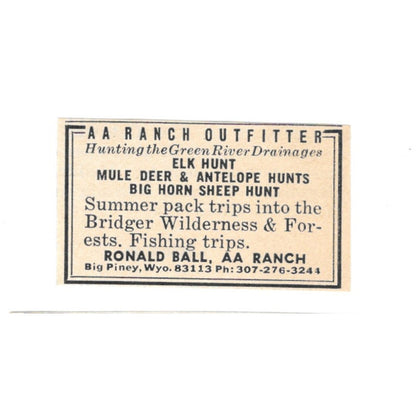 AA RANCH OUTFITTER
Hunting the Green River Drainages
ELK HUNT
MULE DEER & ANTELOPE HUNTS
BIG HORN SHEEP HUNT
Summer pack trips into the
Bridger Wilderness & For-
ests. Fishing trips.
RONALD BALL, AA RANCH
Big Piney, Wyo. 83113 Ph: 307-276-3244